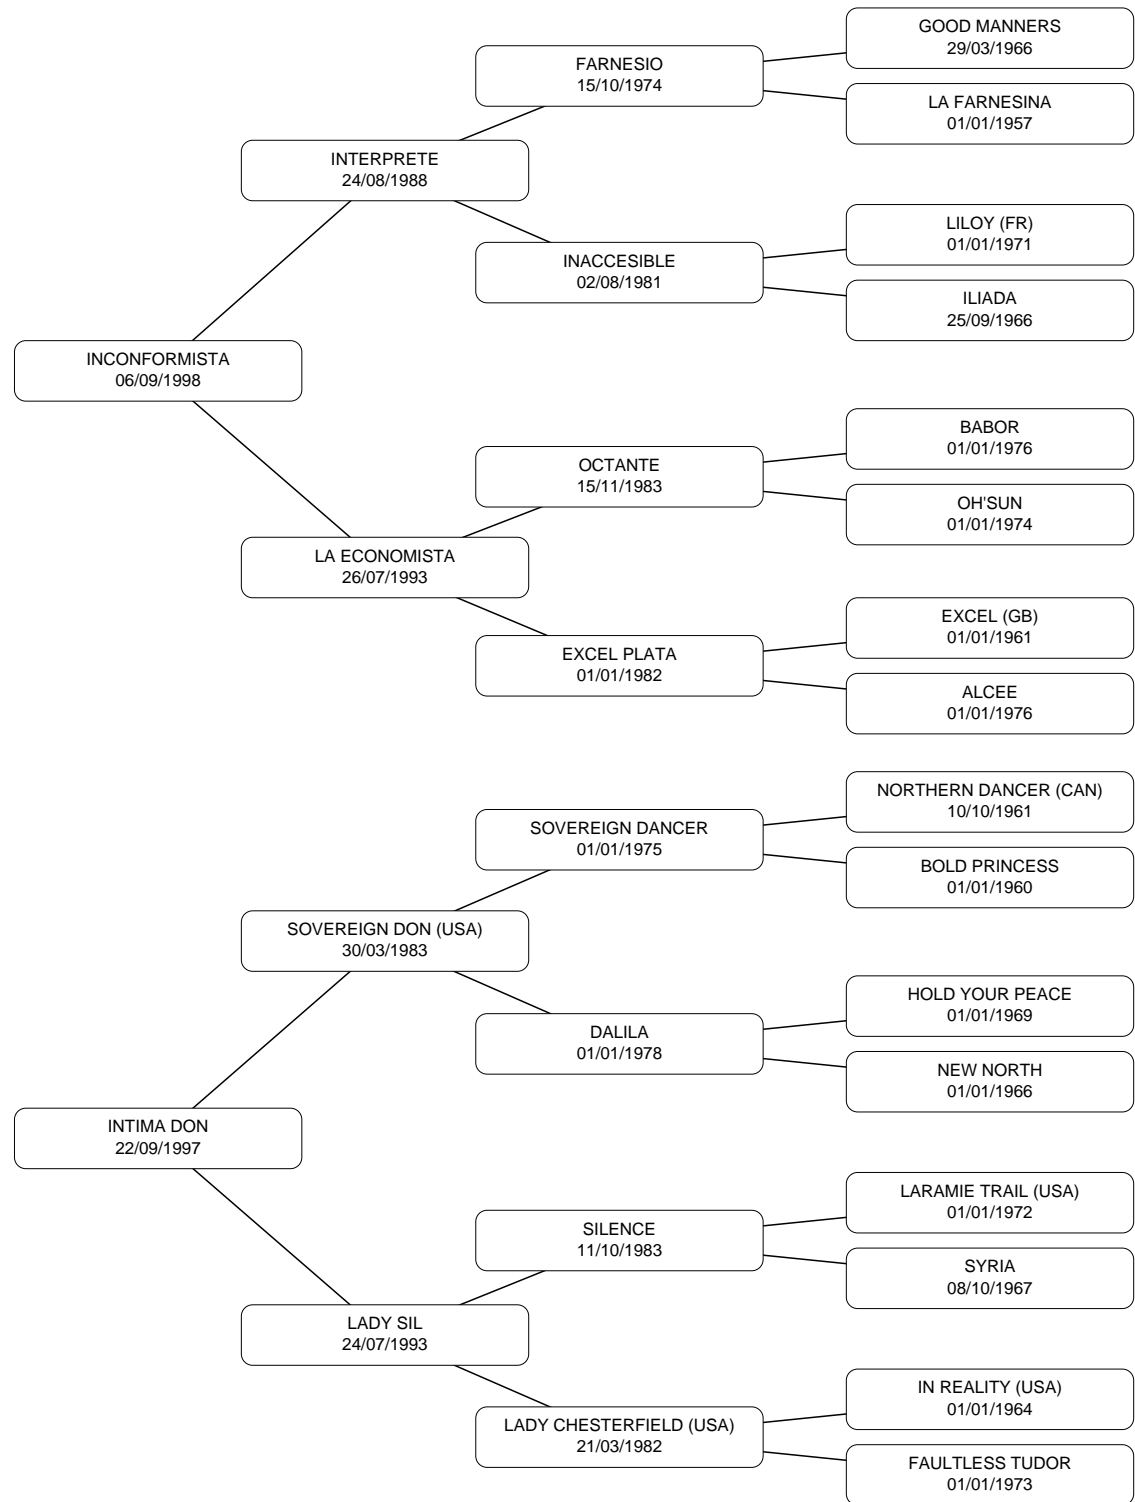 GOOD MANNERS
29/03/1966
FARNESIO
15/10/1974
LA FARNESINA
01/01/1957
INTERPRETE
24/08/1988
LILOY (FR)
01/01/1971
INACCESIBLE
02/08/1981
ILIADA
25/09/1966
INCONFORMISTA
06/09/1998
BABOR
01/01/1976
OCTANTE
15/11/1983
OH'SUN
01/01/1974
LA ECONOMISTA
26/07/1993
EXCEL (GB)
01/01/1961
EXCEL PLATA
01/01/1982
ALCEE
01/01/1976
NORTHERN DANCER (CAN)
10/10/1961
SOVEREIGN DANCER
01/01/1975
BOLD PRINCESS
01/01/1960
SOVEREIGN DON (USA)
30/03/1983
HOLD YOUR PEACE
01/01/1969
DALILA
01/01/1978
NEW NORTH
01/01/1966
INTIMA DON
22/09/1997
LARAMIE TRAIL (USA)
01/01/1972
SILENCE
11/10/1983
SYRIA
08/10/1967
LADY SIL
24/07/1993
IN REALITY (USA)
01/01/1964
LADY CHESTERFIELD (USA)
21/03/1982
FAULTLESS TUDOR
01/01/1973